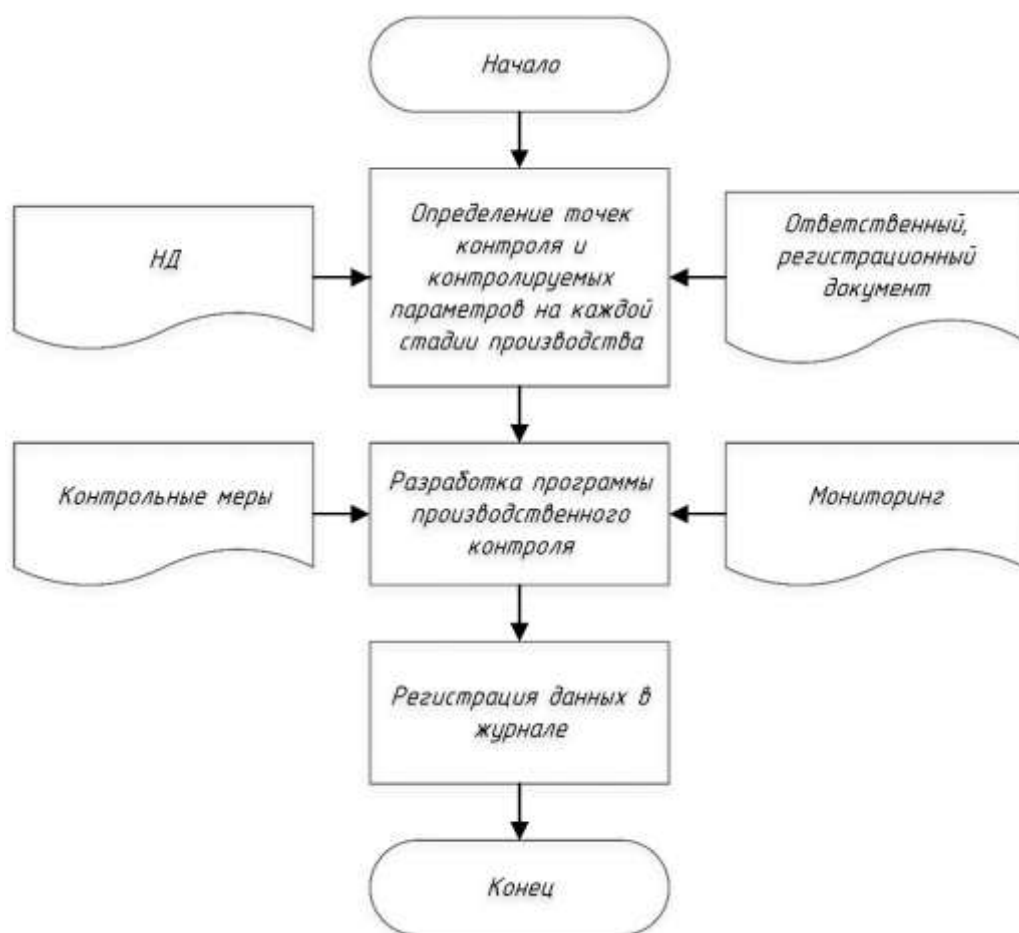 Начало
НД
Определение точек
контроля и
контролируемых
параметров на каждой
стадии производства
Ответственный,
регистрационный
документ
Контрольные меры
Разработка программы
производственного
контроля
Мониторинг
Регистрация данных в
журнале
Конец